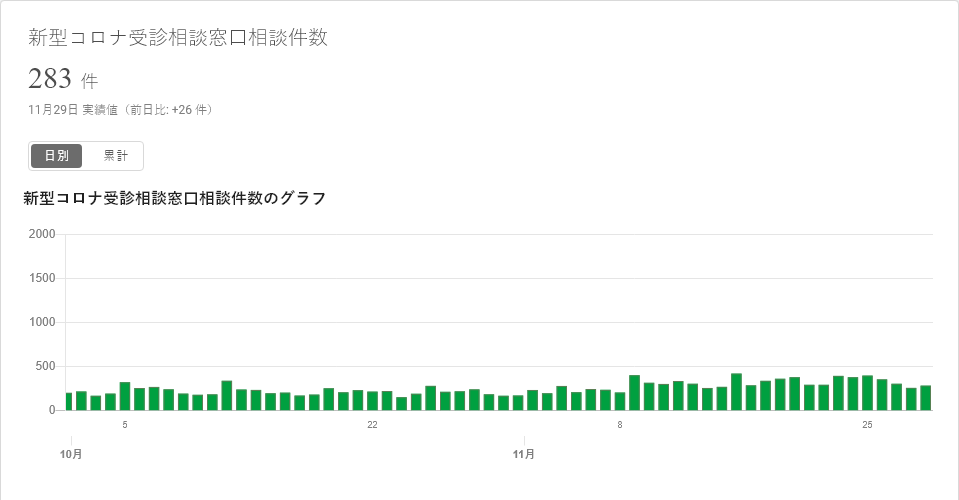 新型コロナ受診相談窓口相談件数
283 件
11月29日 実績値（前日比: +26 件）
日別 累計
新型コロナ受診相談窓口相談件数のグラフ
2000
1500
1000
500
0
5 22 8 25
10月 11月